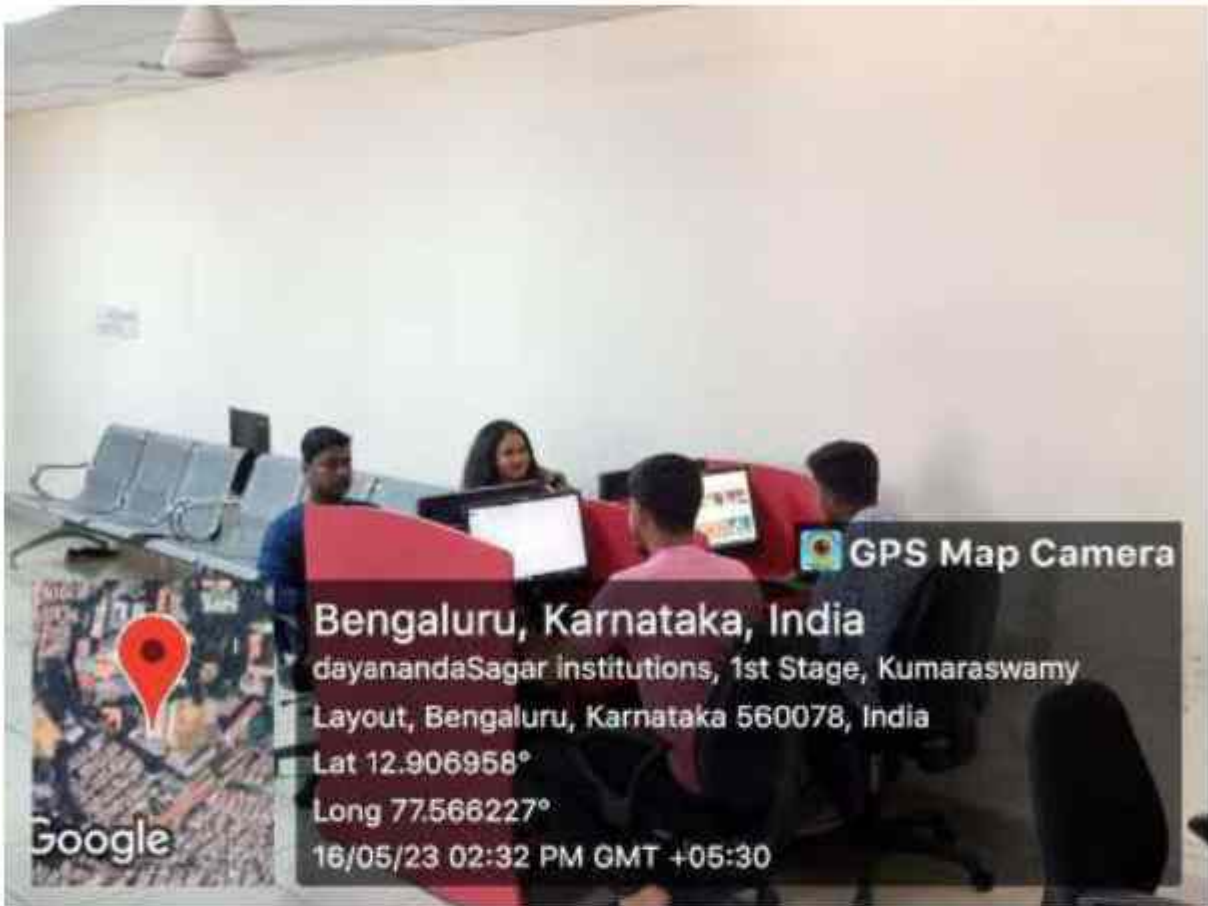 GPS Map Camera
Bengaluru, Karnataka, India
dayanandaSagar institutions, 1st Stage, Kumaraswamy
Layout, Bengaluru, Karnataka 560078, India
Lat 12.906958°
Long 77.566227°
16/05/23 02:32 PM GMT +05:30
Google